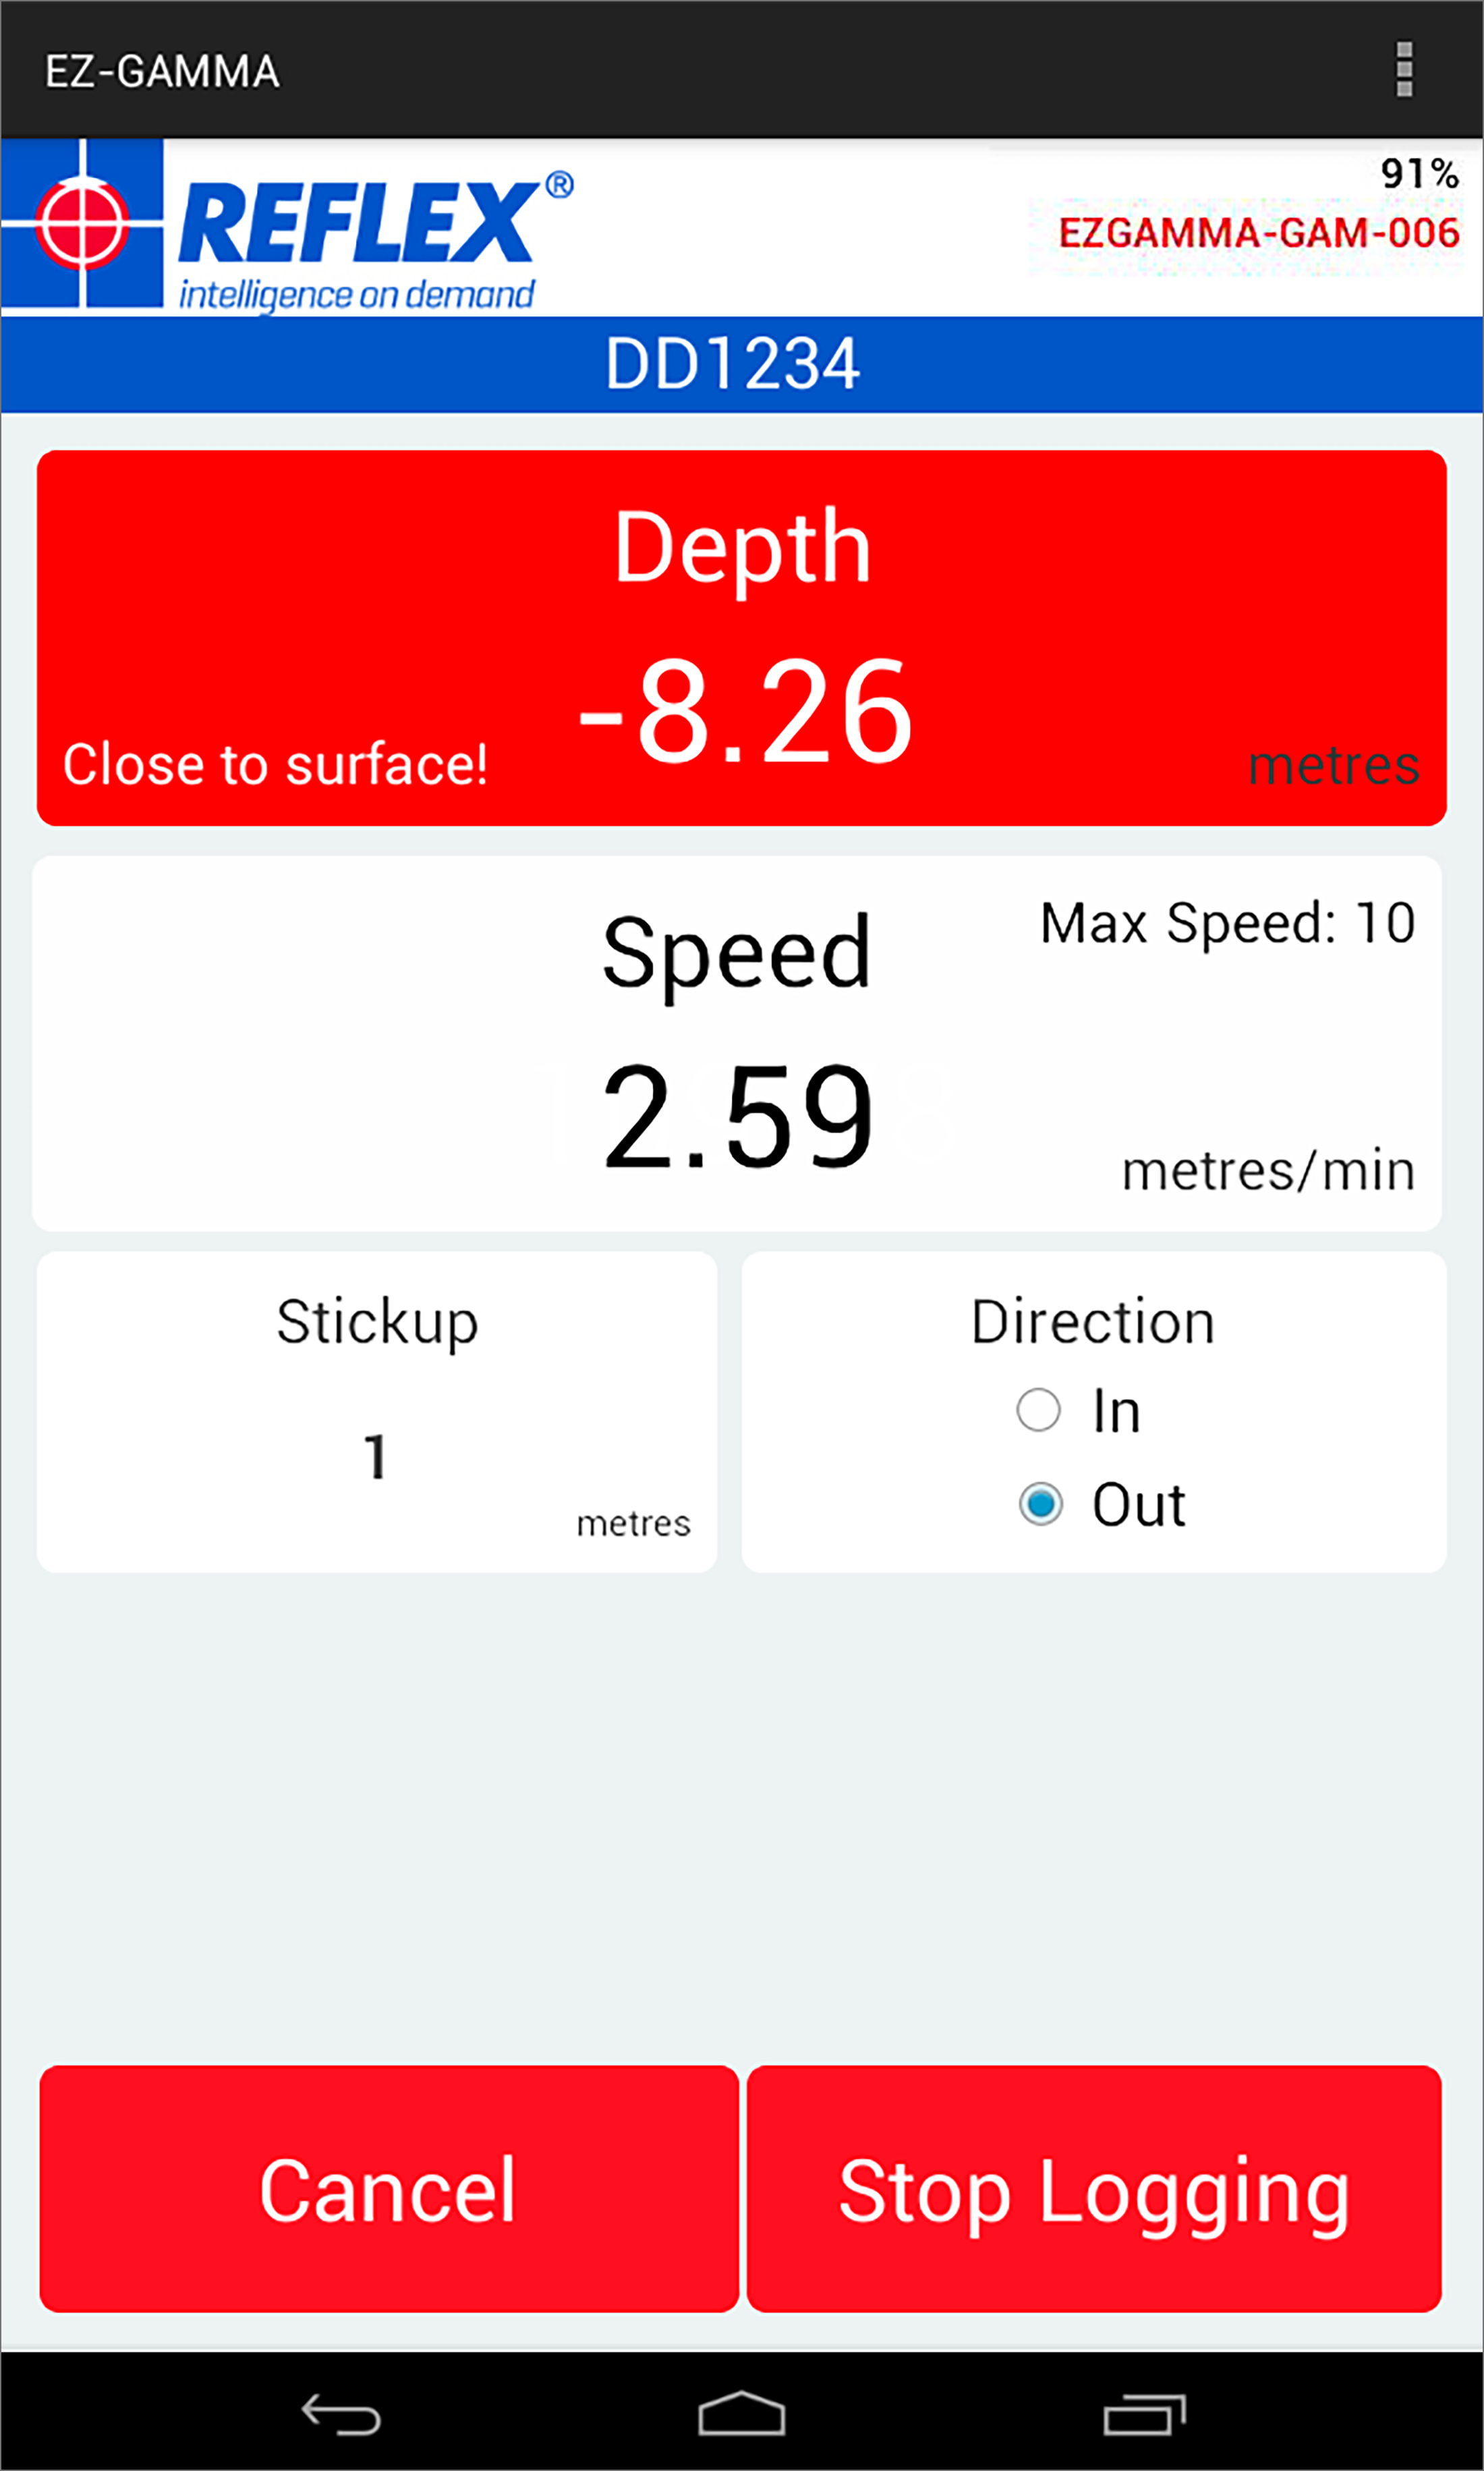 EZ-GAMMA
REFLEX®
intelligence on demand
91%
EZGAMMA-GAM-006
DD1234
Depth
-8.26
Close to surface!
metres
Speed
Max Speed: 10
2.59
metres/min
Stickup
1
metres
Direction
In
Out
Cancel
Stop Logging